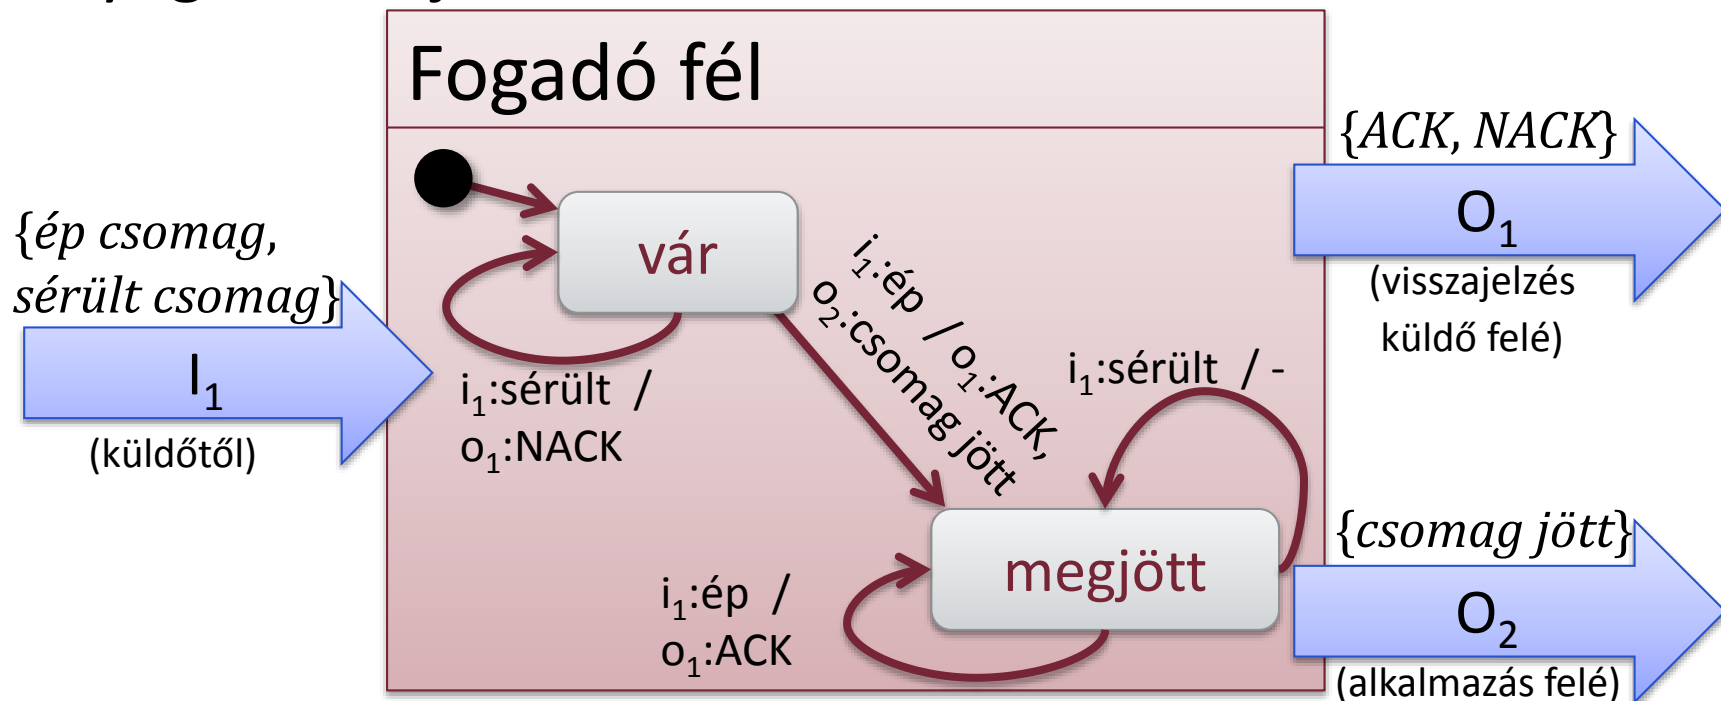 Fogadó fél
{ACK, NACK}
O₁
(visszajelzés
küldő felé)
{ép csomag,
sérült csomag}
I₁
(küldőtől)
vár
i₁:sérült /
o₁:NACK
i₁:ép / o₁:ACK,
o₂:csomag jött
i₁:sérült / -
megjött
i₁:ép /
o₁:ACK
{csomag jött}
O₂
(alkalmazás felé)